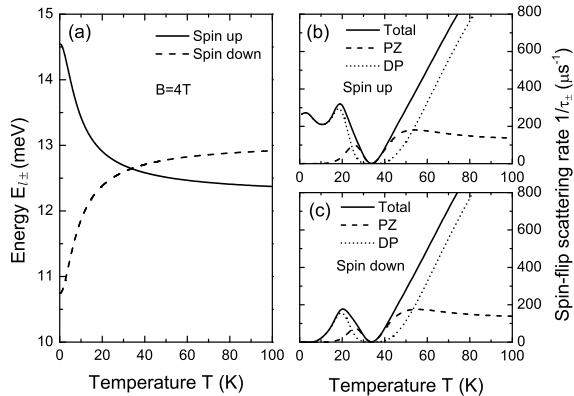 (a)
Spin up
Spin down
B=4T
Energy E_{l±} (meV)
15
14
13
12
11
10
0 20 40 60 80 100
Temperature T (K)
(b)
Total
PZ
DP
Spin up
800
600
400
200
0
(c)
Total
PZ
DP
Spin down
800
600
400
200
0
0 20 40 60 80 100
Temperature T (K)
Spin-flip scattering rate 1/τ± (μs⁻¹)